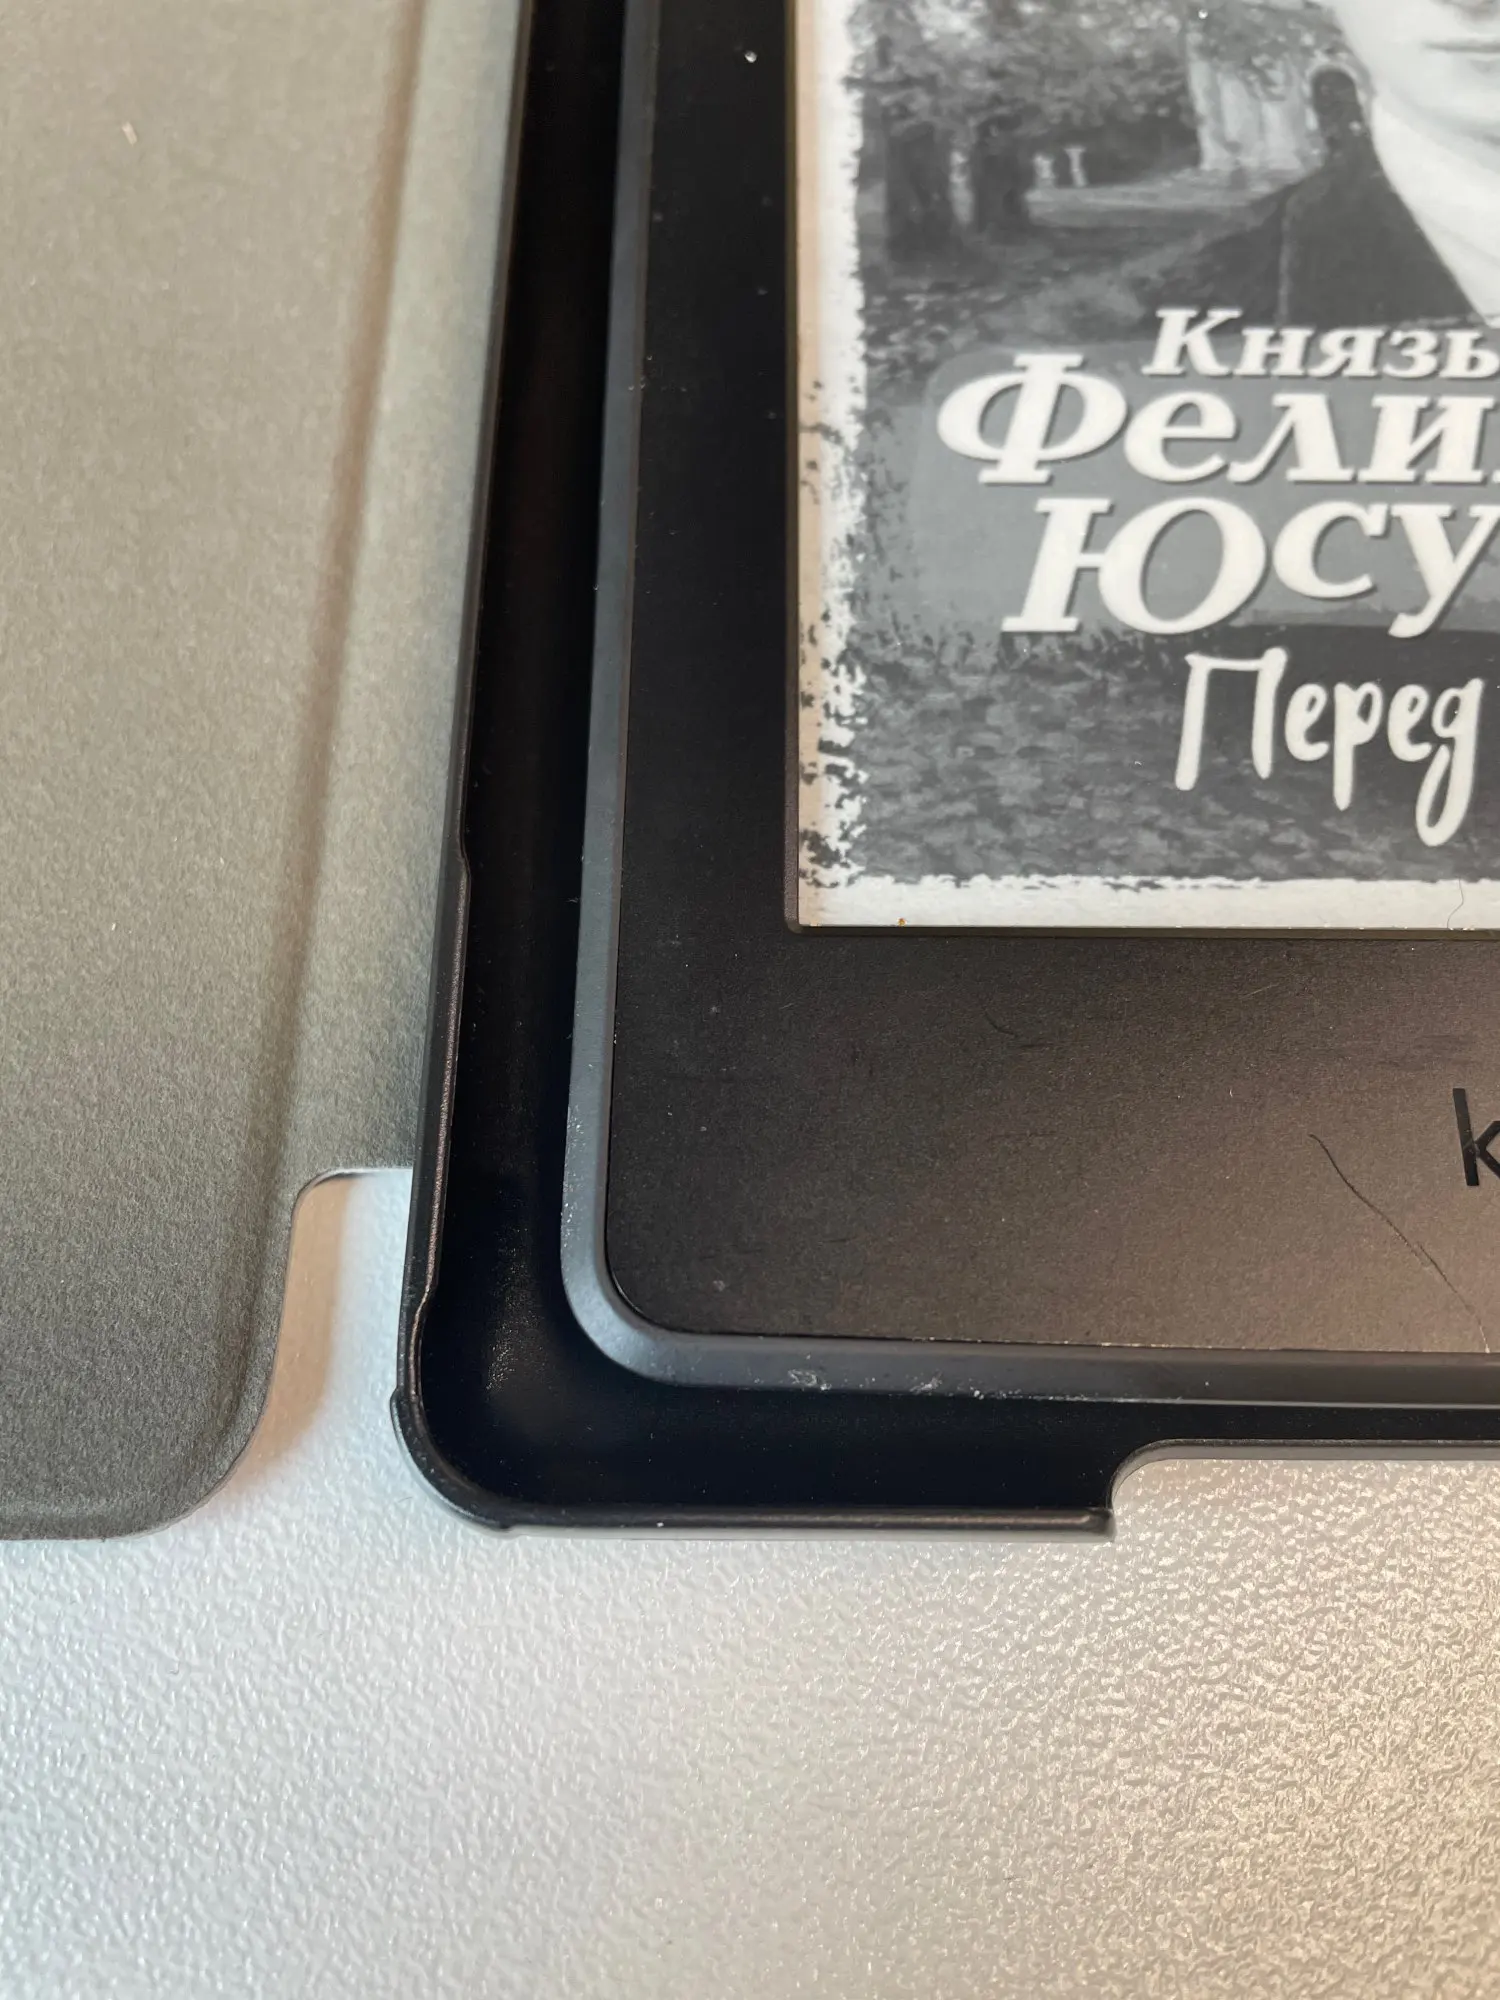 Князь
Фели
Юсу
Перед
k